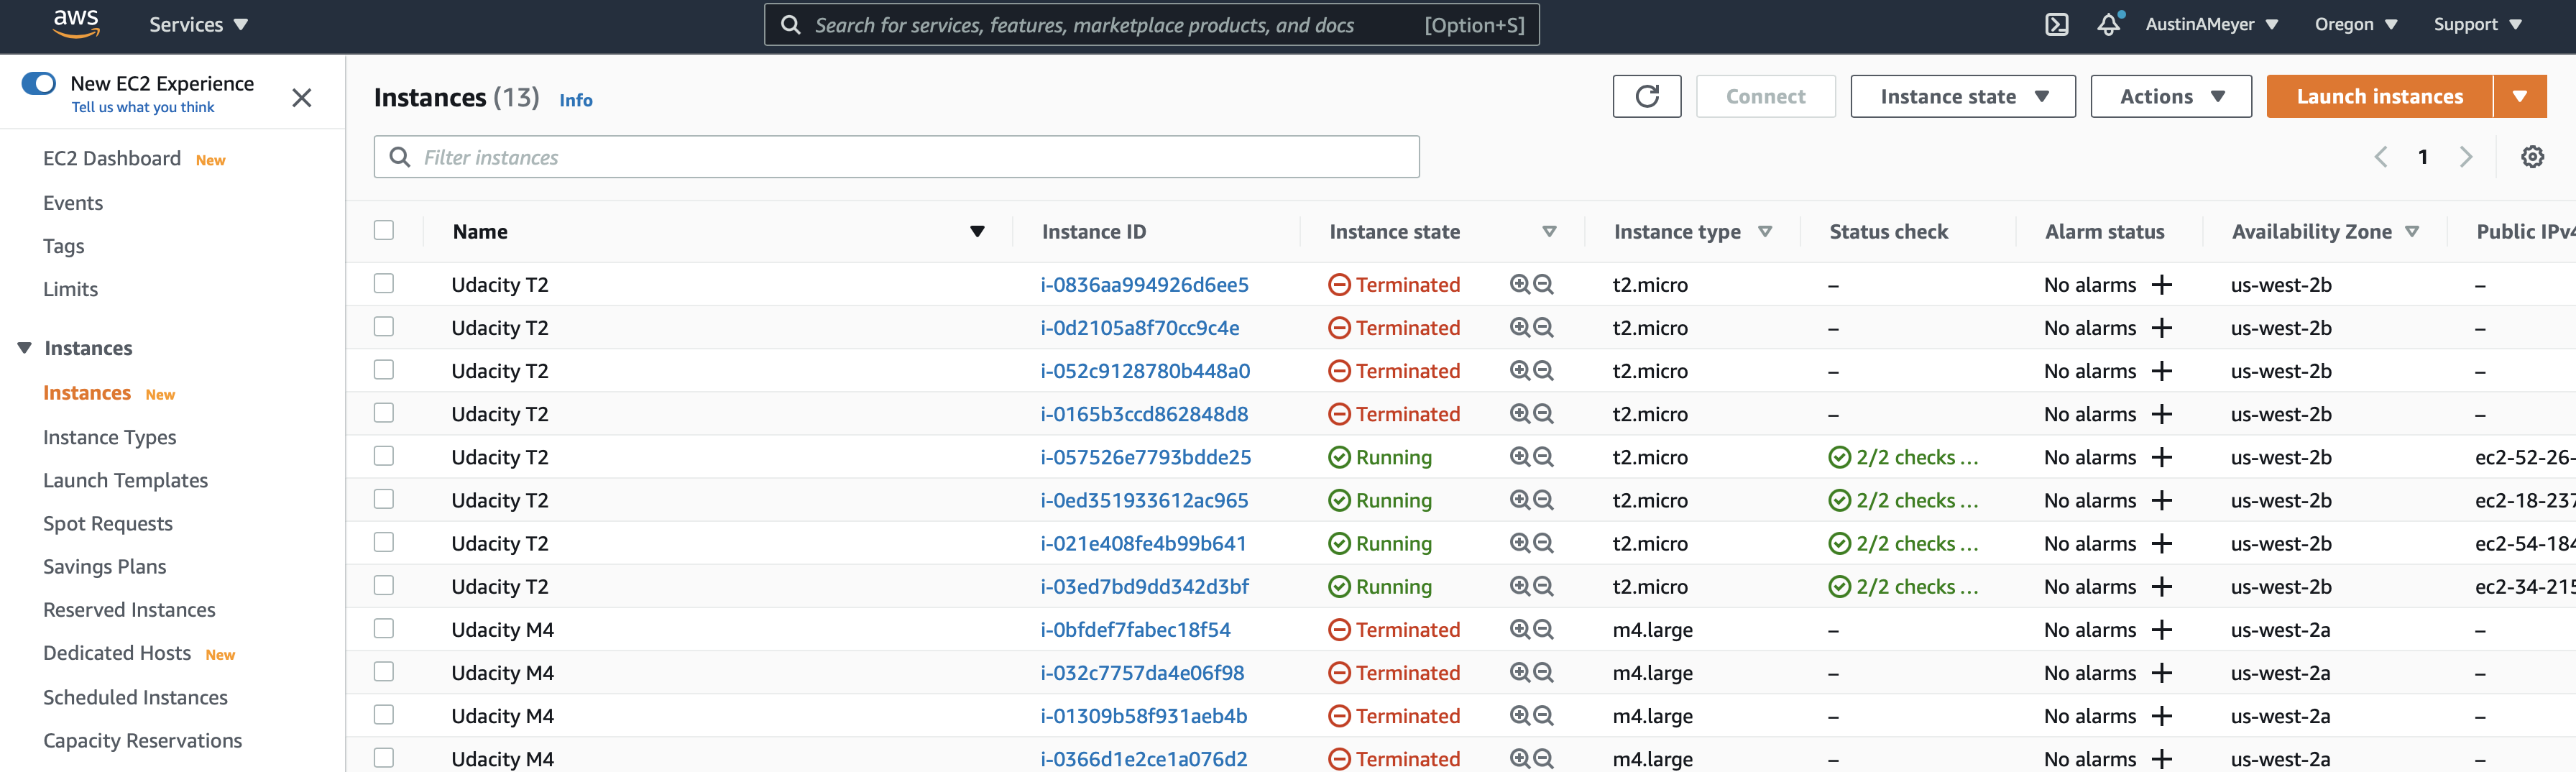 aws Services Search for services, features, marketplace products, and docs [Option+S] AustinAMeyer Oregon Support
New EC2 Experience
Tell us what you think
EC2 Dashboard New
Events
Tags
Limits
Instances
Instances New
Instance Types
Launch Templates
Spot Requests
Savings Plans
Reserved Instances
Dedicated Hosts New
Scheduled Instances
Capacity Reservations
Instances (13) Info Connect Instance state Actions Launch instances
Filter instances 1
Name Instance ID Instance state Instance type Status check Alarm status Availability Zone Public IPv4
Udacity T2 i-0836aa994926d6ee5 Terminated t2.micro – No alarms + us-west-2b –
Udacity T2 i-0d2105a8f70cc9c4e Terminated t2.micro – No alarms + us-west-2b –
Udacity T2 i-052c9128780b448a0 Terminated t2.micro – No alarms + us-west-2b –
Udacity T2 i-0165b3ccd862848d8 Terminated t2.micro – No alarms + us-west-2b –
Udacity T2 i-057526e7793bdde25 Running t2.micro 2/2 checks ... No alarms + us-west-2b ec2-52-26-
Udacity T2 i-0ed351933612ac965 Running t2.micro 2/2 checks ... No alarms + us-west-2b ec2-18-237
Udacity T2 i-021e408fe4b99b641 Running t2.micro 2/2 checks ... No alarms + us-west-2b ec2-54-184
Udacity T2 i-03ed7bd9dd342d3bf Running t2.micro 2/2 checks ... No alarms + us-west-2b ec2-34-215
Udacity M4 i-0bfdef7fabec18f54 Terminated m4.large – No alarms + us-west-2a –
Udacity M4 i-032c7757da4e06f98 Terminated m4.large – No alarms + us-west-2a –
Udacity M4 i-01309b58f931aeb4b Terminated m4.large – No alarms + us-west-2a –
Udacity M4 i-0366d1e2ce1a076d2 Terminated m4.large – No alarms + us-west-2a –